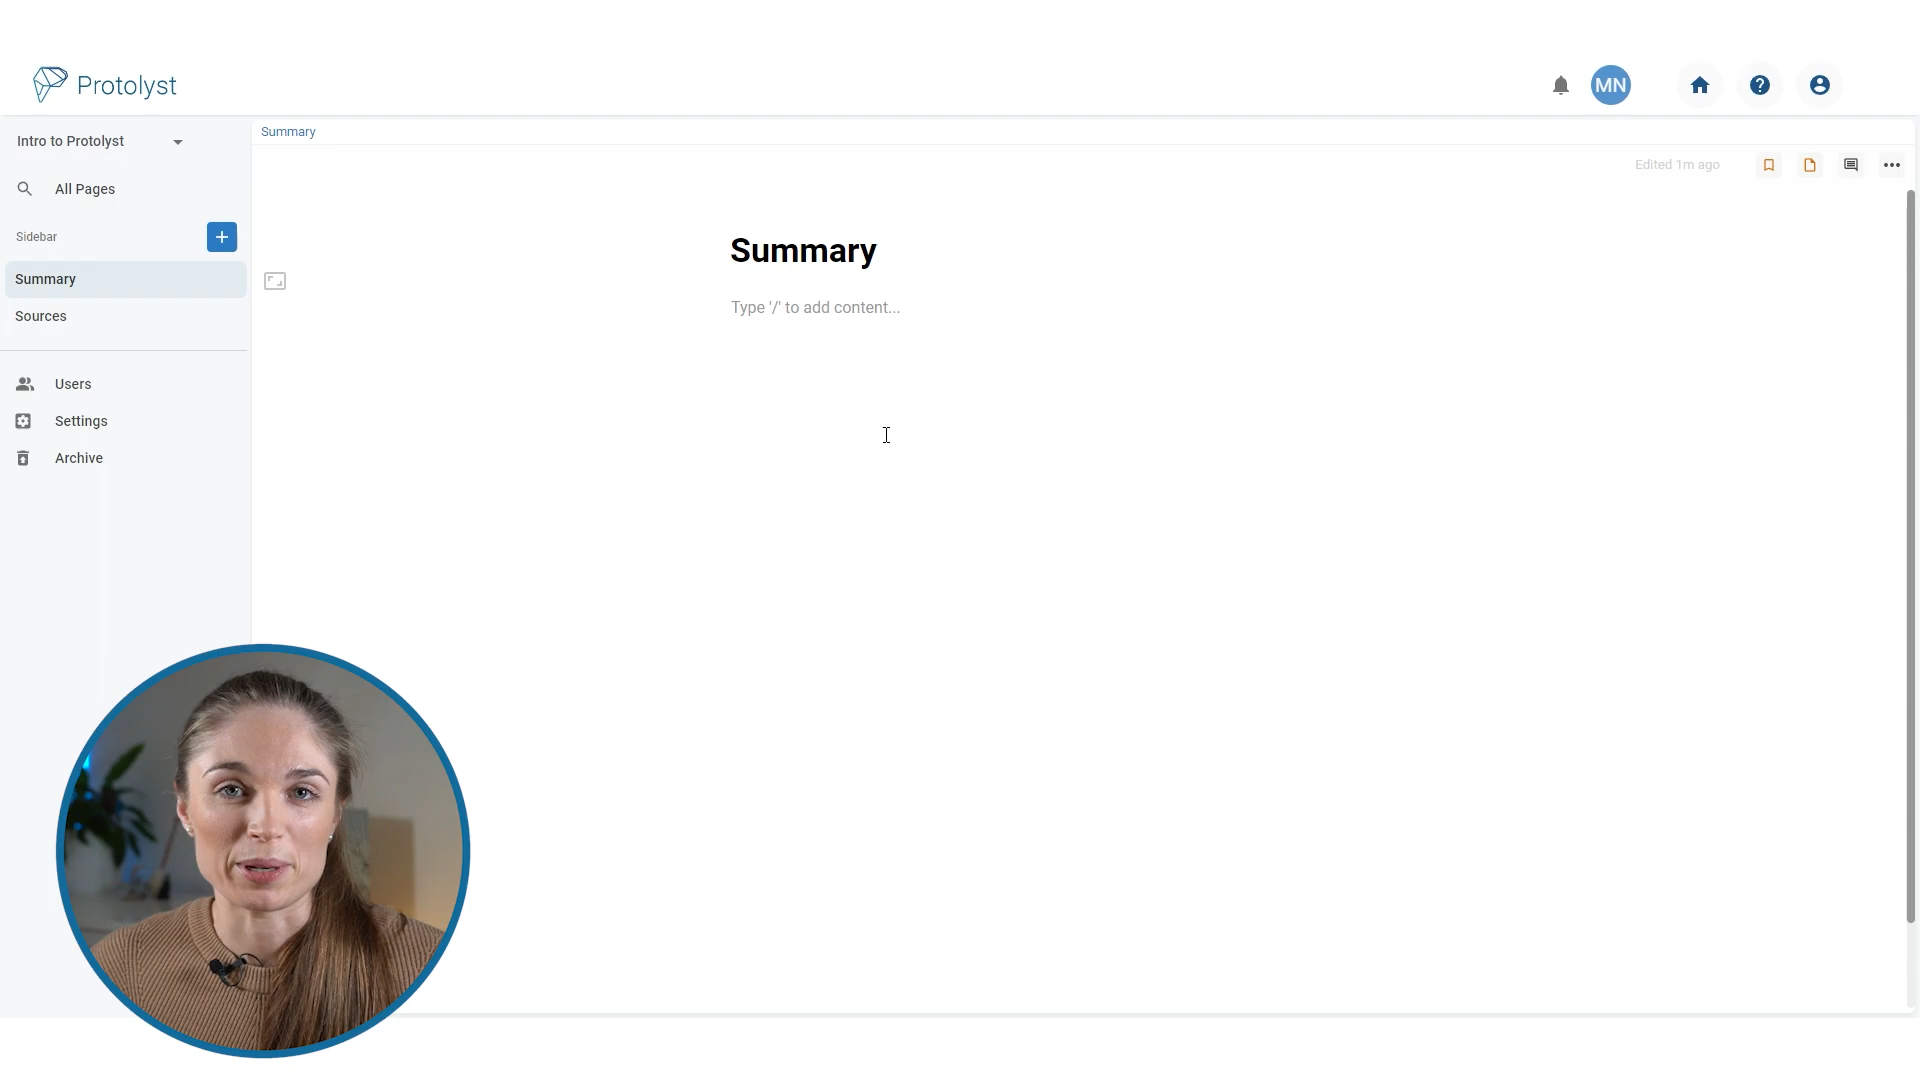 Protolyst
MN
Intro to Protolyst
Summary
Edited 1m ago
All Pages
Sidebar
Summary
Type '/' to add content...
Summary
Sources
Users
Settings
Archive